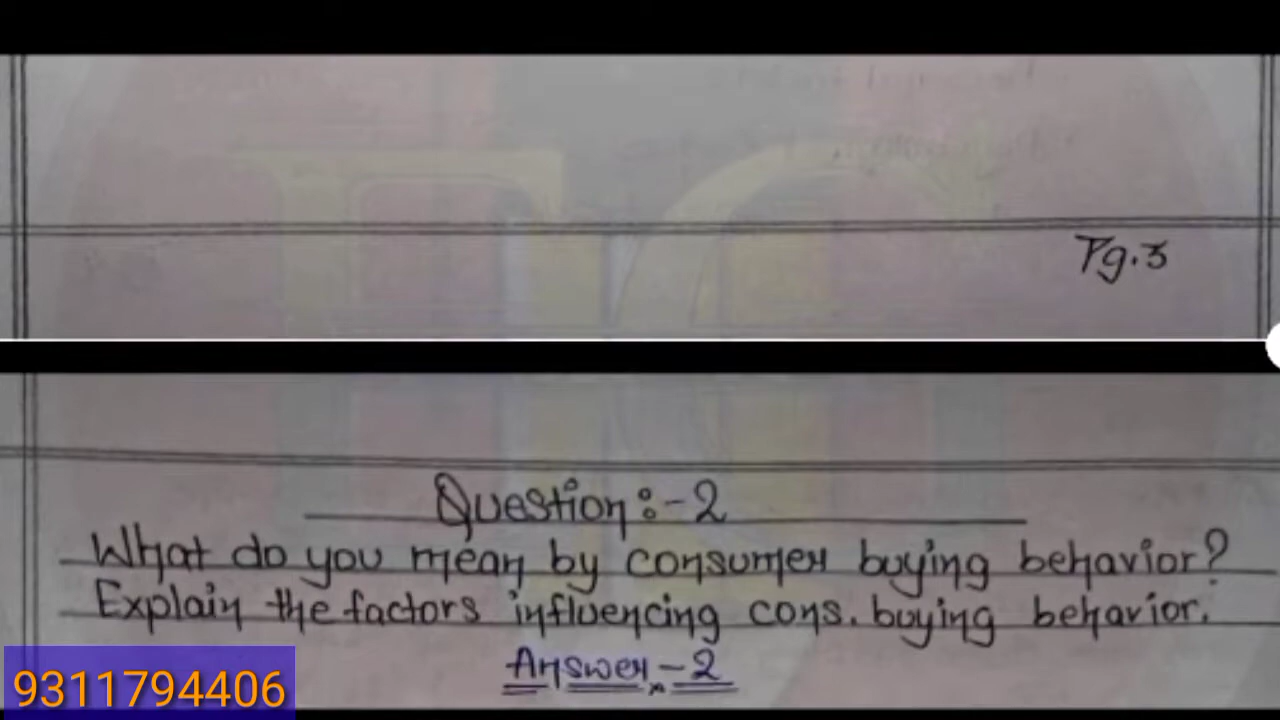 Pg.3
Question:-2
What do you mean by consumer buying behavior?
Explain the factors influencing cons. buying behavior.
Answer-2
9311794406